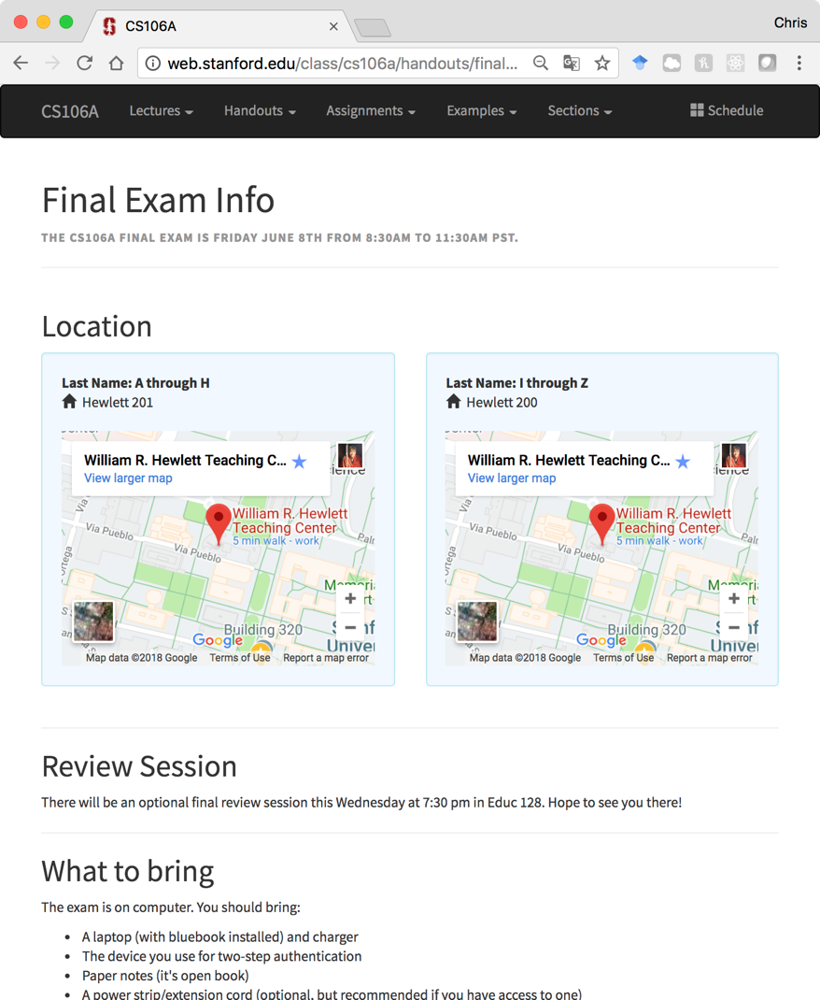 CS106A
Chris
web.stanford.edu/class/cs106a/handouts/final...
CS106A Lectures Handouts Assignments Examples Sections Schedule
Final Exam Info
THE CS106A FINAL EXAM IS FRIDAY JUNE 8TH FROM 8:30AM TO 11:30AM PST.
Location
Last Name: A through H
Hewlett 201
William R. Hewlett Teaching C...
View larger map
William R. Hewlett
Teaching Center
5 min walk - work
Via Pueblo
Via Pueblo
Building 320
Google
Map data ©2018 Google Terms of Use Report a map error
Last Name: I through Z
Hewlett 200
William R. Hewlett Teaching C...
View larger map
William R. Hewlett
Teaching Center
5 min walk - work
Via Pueblo
Via Pueblo
Building 320
Google
Map data ©2018 Google Terms of Use Report a map error
Review Session
There will be an optional final review session this Wednesday at 7:30 pm in Educ 128. Hope to see you there!
What to bring
The exam is on computer. You should bring:
• A laptop (with bluebook installed) and charger
• The device you use for two-step authentication
• Paper notes (it's open book)
• A power strip/extension cord (optional, but recommended if you have access to one)